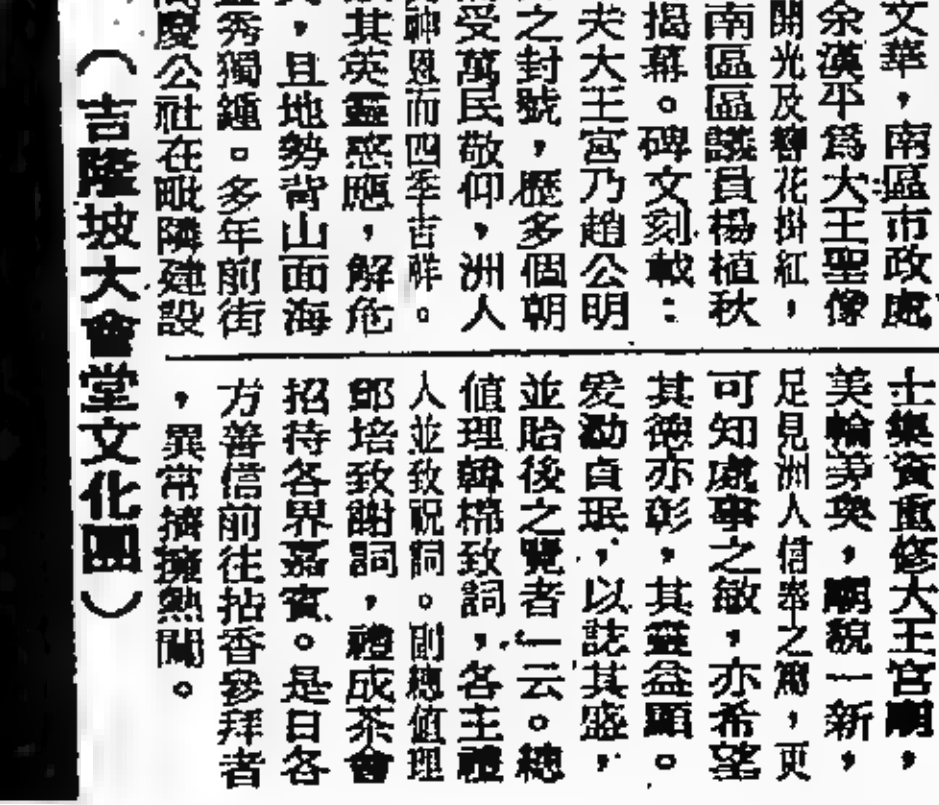 文華，南區市政處
余漢平爲大王聖像
開光及簪花掛紅，
南區區議員楊植秋
揭幕。碑文刻載：
夫大王宮乃趙公明
之封號，歷多個朝
受萬民敬仰，洲人
神恩而四季吉祥。
其英靈惑應，解危
，且地勢背山面海
秀獨鍾。多年前街
慶公社在毗隣建設
士集資重修大王宮廟，
美輪美奐，廟貌一新，
足見洲人信奉之篤，更
可知處事之敏，亦希望
其德亦彰，其靈益顯。
爰勒貞珉，以誌其盛，
並貽後之覽者—云。總
值理韓棉致詞，各主禮
人並致祝詞。副總值理
鄧培致謝詞，禮成茶會
招待各界嘉賓。是日各
方善信前往拈香參拜者
，異常擠擁熱鬧。
（吉隆坡大會堂文化團）